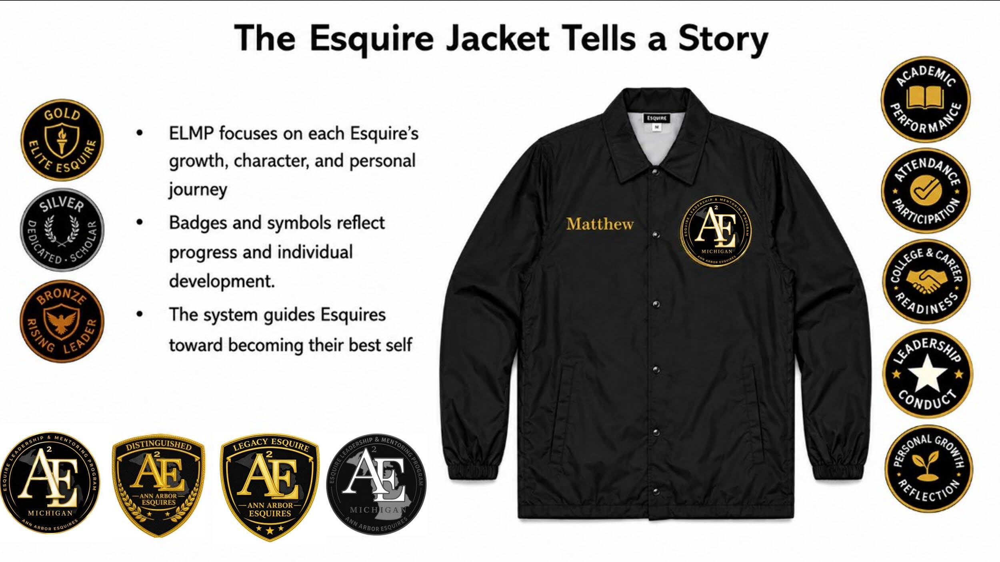 The Esquire Jacket Tells a Story
GOLD
ELITE ESQUIRE
SILVER
DEDICATED · SCHOLAR
BRONZE
RISING LEADER
• ELMP focuses on each Esquire’s
growth, character, and personal
journey
• Badges and symbols reflect
progress and individual
development.
• The system guides Esquires
toward becoming their best self
ESQUIRE
M
Matthew
ESQUIRE LEADERSHIP & MENTORING PROGRAM
A²E
MICHIGAN
ANN ARBOR ESQUIRES
ACADEMIC
PERFORMANCE
ATTENDANCE
PARTICIPATION
COLLEGE & CAREER
READINESS
LEADERSHIP
CONDUCT
PERSONAL GROWTH
REFLECTION
ESQUIRE LEADERSHIP & MENTORING PROGRAM
A²E
MICHIGAN
ANN ARBOR ESQUIRES
DISTINGUISHED
A²E
ANN ARBOR
ESQUIRES
LEGACY ESQUIRE
A²E
ANN ARBOR
ESQUIRES
ESQUIRE LEADERSHIP & MENTORING PROGRAM
A²E
MICHIGAN
ANN ARBOR ESQUIRES